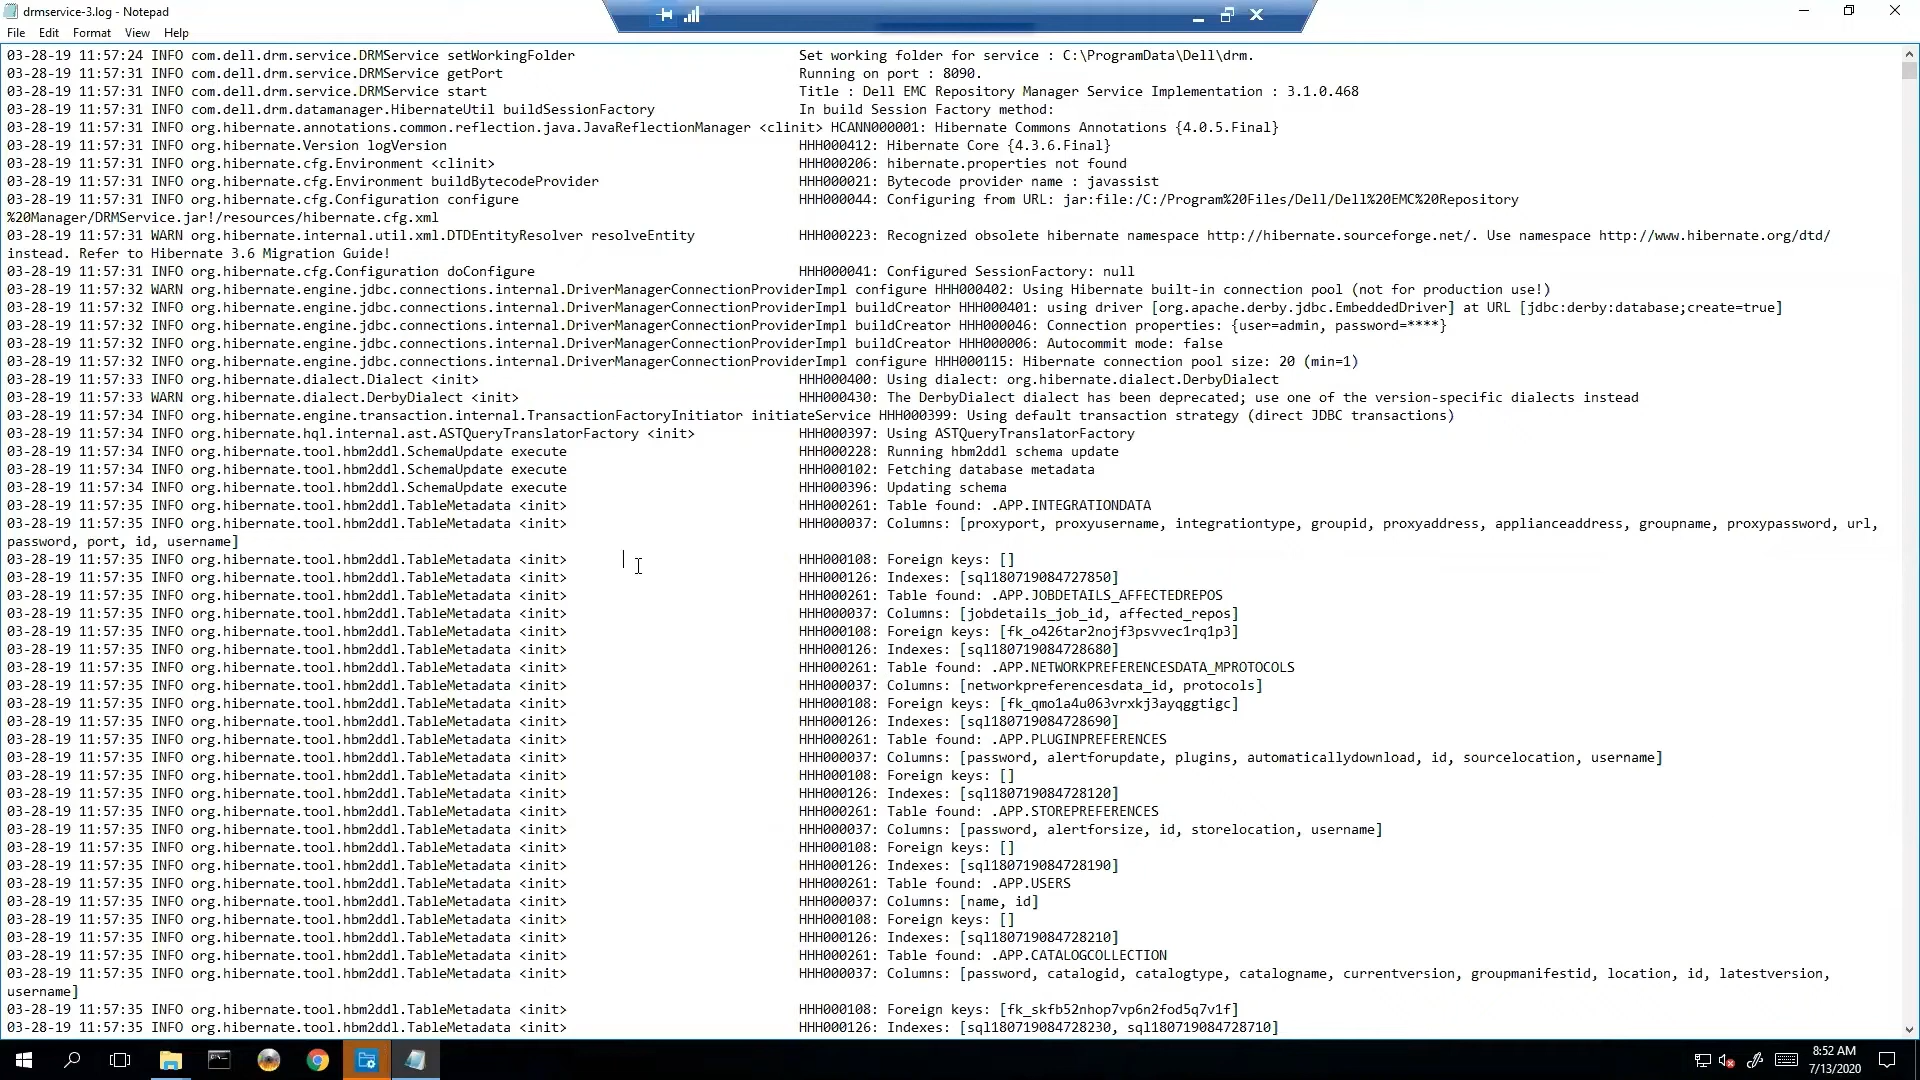 drmservice-3.log - Notepad
File Edit Format View Help
03-28-19 11:57:24 INFO com.dell.drm.service.DRMService setWorkingFolder Set working folder for service : C:\ProgramData\Dell\drm.
03-28-19 11:57:31 INFO com.dell.drm.service.DRMService getPort Running on port : 8090.
03-28-19 11:57:31 INFO com.dell.drm.service.DRMService start Title : Dell EMC Repository Manager Service Implementation : 3.1.0.468
03-28-19 11:57:31 INFO com.dell.drm.datamanager.HibernateUtil buildSessionFactory In build Session Factory method:
03-28-19 11:57:31 INFO org.hibernate.annotations.common.reflection.java.JavaReflectionManager <clinit> HCANN000001: Hibernate Commons Annotations {4.0.5.Final}
03-28-19 11:57:31 INFO org.hibernate.Version logVersion HHH000412: Hibernate Core {4.3.6.Final}
03-28-19 11:57:31 INFO org.hibernate.cfg.Environment <clinit> HHH000206: hibernate.properties not found
03-28-19 11:57:31 INFO org.hibernate.cfg.Environment buildBytecodeProvider HHH000021: Bytecode provider name : javassist
03-28-19 11:57:31 INFO org.hibernate.cfg.Configuration configure HHH000044: Configuring from URL: jar:file:/C:/Program%20Files/Dell/Dell%20EMC%20Repository
%20Manager/DRMService.jar!/resources/hibernate.cfg.xml
03-28-19 11:57:31 WARN org.hibernate.internal.util.xml.DTDEntityResolver resolveEntity HHH000223: Recognized obsolete hibernate namespace http://hibernate.sourceforge.net/. Use namespace http://www.hibernate.org/dtd/
instead. Refer to Hibernate 3.6 Migration Guide!
03-28-19 11:57:31 INFO org.hibernate.cfg.Configuration doConfigure HHH000041: Configured SessionFactory: null
03-28-19 11:57:32 WARN org.hibernate.engine.jdbc.connections.internal.DriverManagerConnectionProviderImpl configure HHH000402: Using Hibernate built-in connection pool (not for production use!)
03-28-19 11:57:32 INFO org.hibernate.engine.jdbc.connections.internal.DriverManagerConnectionProviderImpl buildCreator HHH000401: using driver [org.apache.derby.jdbc.EmbeddedDriver] at URL [jdbc:derby:database;create=true]
03-28-19 11:57:32 INFO org.hibernate.engine.jdbc.connections.internal.DriverManagerConnectionProviderImpl buildCreator HHH000046: Connection properties: {user=admin, password=****}
03-28-19 11:57:32 INFO org.hibernate.engine.jdbc.connections.internal.DriverManagerConnectionProviderImpl buildCreator HHH000006: Autocommit mode: false
03-28-19 11:57:32 INFO org.hibernate.engine.jdbc.connections.internal.DriverManagerConnectionProviderImpl configure HHH000115: Hibernate connection pool size: 20 (min=1)
03-28-19 11:57:33 INFO org.hibernate.dialect.Dialect <init> HHH000400: Using dialect: org.hibernate.dialect.DerbyDialect
03-28-19 11:57:33 WARN org.hibernate.dialect.DerbyDialect <init> HHH000430: The DerbyDialect dialect has been deprecated; use one of the version-specific dialects instead
03-28-19 11:57:34 INFO org.hibernate.engine.transaction.internal.TransactionFactoryInitiator initiateService HHH000399: Using default transaction strategy (direct JDBC transactions)
03-28-19 11:57:34 INFO org.hibernate.hql.internal.ast.ASTQueryTranslatorFactory <init> HHH000397: Using ASTQueryTranslatorFactory
03-28-19 11:57:34 INFO org.hibernate.tool.hbm2ddl.SchemaUpdate execute HHH000228: Running hbm2ddl schema update
03-28-19 11:57:34 INFO org.hibernate.tool.hbm2ddl.SchemaUpdate execute HHH000102: Fetching database metadata
03-28-19 11:57:34 INFO org.hibernate.tool.hbm2ddl.SchemaUpdate execute HHH000396: Updating schema
03-28-19 11:57:35 INFO org.hibernate.tool.hbm2ddl.TableMetadata <init> HHH000261: Table found: .APP.INTEGRATIONDATA
03-28-19 11:57:35 INFO org.hibernate.tool.hbm2ddl.TableMetadata <init> HHH000037: Columns: [proxyport, proxyusername, integrationtype, groupid, proxyaddress, applianceaddress, groupname, proxypassword, url,
password, port, id, username]
03-28-19 11:57:35 INFO org.hibernate.tool.hbm2ddl.TableMetadata <init> HHH000108: Foreign keys: []
03-28-19 11:57:35 INFO org.hibernate.tool.hbm2ddl.TableMetadata <init> HHH000126: Indexes: [sql180719084727850]
03-28-19 11:57:35 INFO org.hibernate.tool.hbm2ddl.TableMetadata <init> HHH000261: Table found: .APP.JOBDETAILS_AFFECTEDREPOS
03-28-19 11:57:35 INFO org.hibernate.tool.hbm2ddl.TableMetadata <init> HHH000037: Columns: [jobdetails_job_id, affected_repos]
03-28-19 11:57:35 INFO org.hibernate.tool.hbm2ddl.TableMetadata <init> HHH000108: Foreign keys: [fk_o426tar2nojf3psvvec1rq1p3]
03-28-19 11:57:35 INFO org.hibernate.tool.hbm2ddl.TableMetadata <init> HHH000126: Indexes: [sql180719084728680]
03-28-19 11:57:35 INFO org.hibernate.tool.hbm2ddl.TableMetadata <init> HHH000261: Table found: .APP.NETWORKPREFERENCESDATA_MPROTOCOLS
03-28-19 11:57:35 INFO org.hibernate.tool.hbm2ddl.TableMetadata <init> HHH000037: Columns: [networkpreferencesdata_id, protocols]
03-28-19 11:57:35 INFO org.hibernate.tool.hbm2ddl.TableMetadata <init> HHH000108: Foreign keys: [fk_qmo1a4u063vrxkj3ayqggtigc]
03-28-19 11:57:35 INFO org.hibernate.tool.hbm2ddl.TableMetadata <init> HHH000126: Indexes: [sql180719084728690]
03-28-19 11:57:35 INFO org.hibernate.tool.hbm2ddl.TableMetadata <init> HHH000261: Table found: .APP.PLUGINPREFERENCES
03-28-19 11:57:35 INFO org.hibernate.tool.hbm2ddl.TableMetadata <init> HHH000037: Columns: [password, alertforupdate, plugins, automaticallydownload, id, sourcelocation, username]
03-28-19 11:57:35 INFO org.hibernate.tool.hbm2ddl.TableMetadata <init> HHH000108: Foreign keys: []
03-28-19 11:57:35 INFO org.hibernate.tool.hbm2ddl.TableMetadata <init> HHH000126: Indexes: [sql180719084728120]
03-28-19 11:57:35 INFO org.hibernate.tool.hbm2ddl.TableMetadata <init> HHH000261: Table found: .APP.STOREPREFERENCES
03-28-19 11:57:35 INFO org.hibernate.tool.hbm2ddl.TableMetadata <init> HHH000037: Columns: [password, alertforsize, id, storelocation, username]
03-28-19 11:57:35 INFO org.hibernate.tool.hbm2ddl.TableMetadata <init> HHH000108: Foreign keys: []
03-28-19 11:57:35 INFO org.hibernate.tool.hbm2ddl.TableMetadata <init> HHH000126: Indexes: [sql180719084728190]
03-28-19 11:57:35 INFO org.hibernate.tool.hbm2ddl.TableMetadata <init> HHH000261: Table found: .APP.USERS
03-28-19 11:57:35 INFO org.hibernate.tool.hbm2ddl.TableMetadata <init> HHH000037: Columns: [name, id]
03-28-19 11:57:35 INFO org.hibernate.tool.hbm2ddl.TableMetadata <init> HHH000108: Foreign keys: []
03-28-19 11:57:35 INFO org.hibernate.tool.hbm2ddl.TableMetadata <init> HHH000126: Indexes: [sql180719084728210]
03-28-19 11:57:35 INFO org.hibernate.tool.hbm2ddl.TableMetadata <init> HHH000261: Table found: .APP.CATALOGCOLLECTION
03-28-19 11:57:35 INFO org.hibernate.tool.hbm2ddl.TableMetadata <init> HHH000037: Columns: [password, catalogid, catalogtype, catalogname, currentversion, groupmanifestid, location, id, latestversion,
username]
03-28-19 11:57:35 INFO org.hibernate.tool.hbm2ddl.TableMetadata <init> HHH000108: Foreign keys: [fk_skfb52nhop7vp6n2fod5q7v1f]
03-28-19 11:57:35 INFO org.hibernate.tool.hbm2ddl.TableMetadata <init> HHH000126: Indexes: [sql180719084728230, sql180719084728710]
8:52 AM
7/13/2020